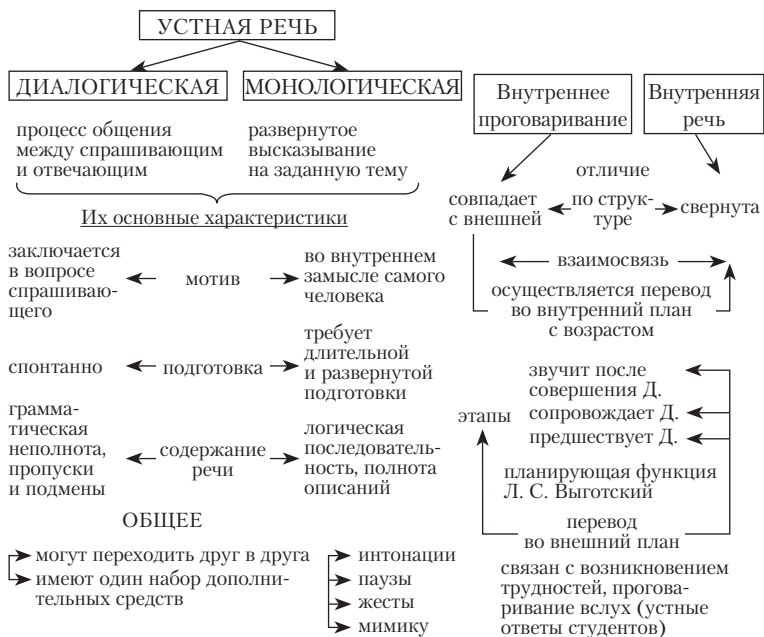 УСТНАЯ РЕЧЬ
ДИАЛОГИЧЕСКАЯ
МОНОЛОГИЧЕСКАЯ
процесс общения
между спрашивающим
и отвечающим
развернутое
высказывание
на заданную тему
Их основные характеристики
заключается
в вопросе
спрашиваю-
щего
мотив
во внутреннем
замысле самого
человека
спонтанно
подготовка
требует
длительной
и развернутой
подготовки
грамма-
тическая
неполнота,
пропуски
и подмены
содержание
речи
логическая
последователь-
ность, полнота
описаний
ОБЩЕЕ
могут переходить друг в друга
имеют один набор дополни-
тельных средств
интонации
паузы
жесты
мимику
Внутреннее
проговаривание
Внутренняя
речь
отличие
совпадает
с внешней
по струк-
туре
свернута
взаимосвязь
осуществляется перевод
во внутренний план
с возрастом
этапы
звучит после
совершения Д.
сопровождает Д.
предшествует Д.
планирующая функция
Л. С. Выготский
перевод
во внешний план
связан с возникновением
трудностей, прогова-
ривание вслух (устные
ответы студентов)